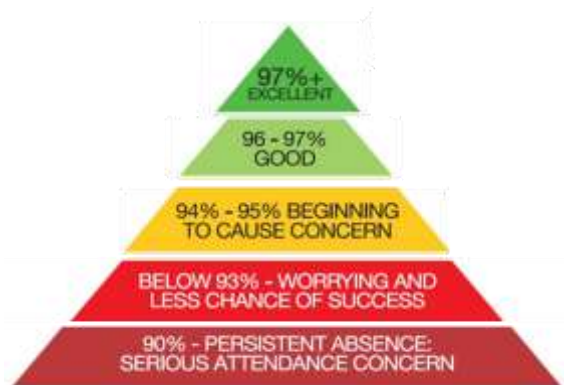 97%+
EXCELLENT
96 - 97%
GOOD
94% - 95% BEGINNING
TO CAUSE CONCERN
BELOW 93% - WORRYING AND
LESS CHANCE OF SUCCESS
90% - PERSISTENT ABSENCE:
SERIOUS ATTENDANCE CONCERN